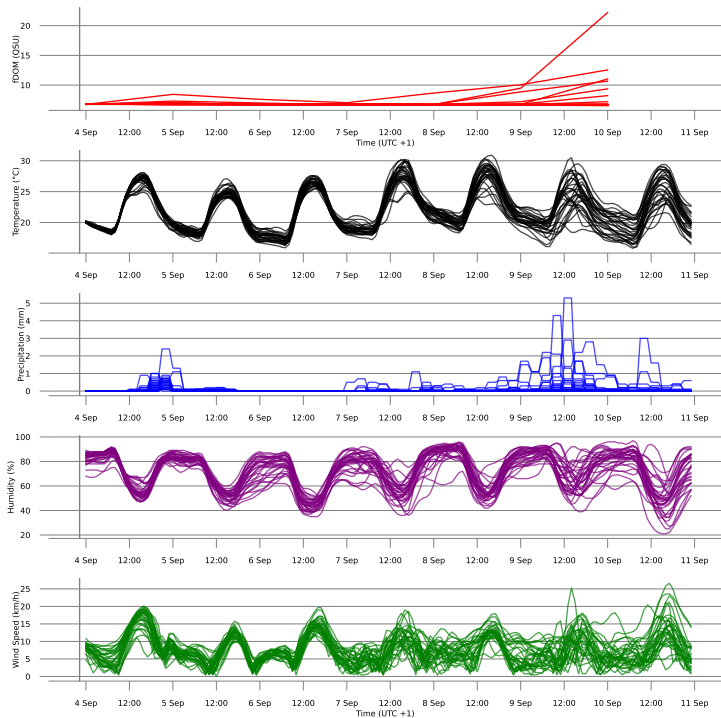 fDOM (QSU)
20
15
10
4 Sep 12:00 5 Sep 12:00 6 Sep 12:00 7 Sep 12:00 8 Sep 12:00 9 Sep 12:00 10 Sep 12:00 11 Sep
Time (UTC +1)
Temperature (°C)
30
25
20
4 Sep 12:00 5 Sep 12:00 6 Sep 12:00 7 Sep 12:00 8 Sep 12:00 9 Sep 12:00 10 Sep 12:00 11 Sep
Precipitation (mm)
5
4
3
2
1
0
4 Sep 12:00 5 Sep 12:00 6 Sep 12:00 7 Sep 12:00 8 Sep 12:00 9 Sep 12:00 10 Sep 12:00 11 Sep
Humidity (%)
100
80
60
40
20
4 Sep 12:00 5 Sep 12:00 6 Sep 12:00 7 Sep 12:00 8 Sep 12:00 9 Sep 12:00 10 Sep 12:00 11 Sep
Wind Speed (km/h)
25
20
15
10
5
0
4 Sep 12:00 5 Sep 12:00 6 Sep 12:00 7 Sep 12:00 8 Sep 12:00 9 Sep 12:00 10 Sep 12:00 11 Sep
Time (UTC +1)